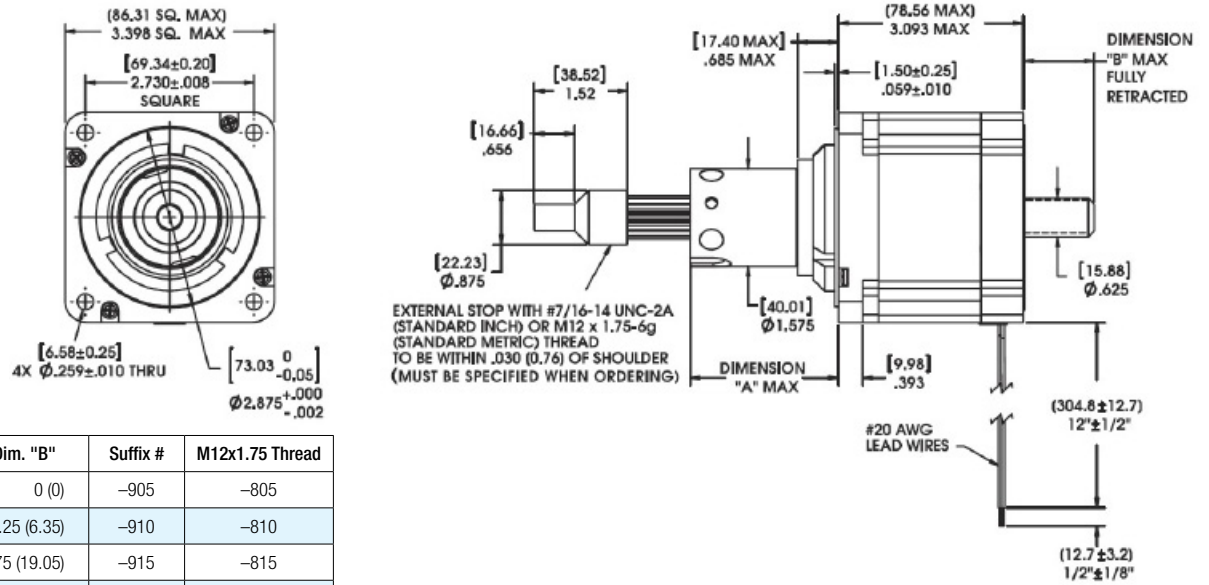 (86.31 SQ. MAX)
3.398 SQ. MAX
[69.34±0.20]
2.730±.008
SQUARE
[6.58±0.25]
4X Ø.259±.010 THRU
[73.03 0 -0.05]
Ø2.875 +.000 -.002
(78.56 MAX)
3.093 MAX
[17.40 MAX]
.685 MAX
[1.50±0.25]
.059±.010
DIMENSION
"B" MAX
FULLY
RETRACTED
[38.52]
1.52
[16.66]
.656
[22.23]
Ø.875
EXTERNAL STOP WITH #7/16-14 UNC-2A
(STANDARD INCH) OR M12 x 1.75-6g
(STANDARD METRIC) THREAD
TO BE WITHIN .030 (0.76) OF SHOULDER
(MUST BE SPECIFIED WHEN ORDERING)
[40.01]
Ø1.575
DIMENSION
"A" MAX
[9.98]
.393
[15.88]
Ø.625
#20 AWG
LEAD WIRES
(304.8±12.7)
12"±1/2"
(12.7±3.2)
1/2"±1/8"
"B" Suffix # M12x1.75 Thread
0 (0) –905 –805
(6.35) –910 –810
(19.05) –915 –815